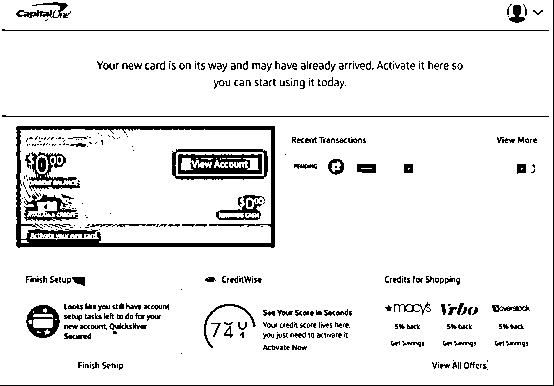 Capital One
Your new card is on its way and may have already arrived. Activate it here so
you can start using it today.
Recent Transactions View More
$0.00 View Account
PENDING
$0.00
Activate your new card
Finish Setup CreditWise Credits for Shopping
Looks like you still have account
setup tasks left to do for your
new account, Quicksilver
Secured
Finish Setup
See Your Score in Seconds
Your credit score lives here,
you just need to activate it
Activate Now
macy's Vrbo overstock
5% back 5% back 5% back
Get Savings Get Savings Get Savings
View All Offers